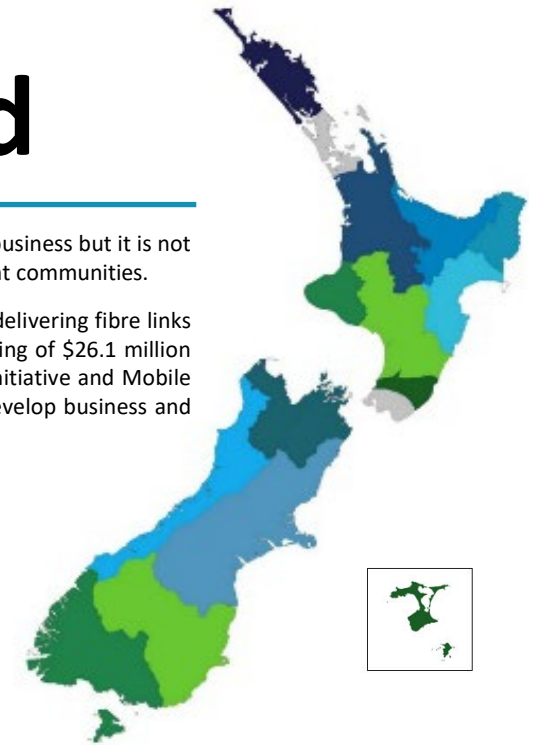 d
business but it is not
nt communities.
delivering fibre links
ing of $26.1 million
nitiative and Mobile
evelop business and